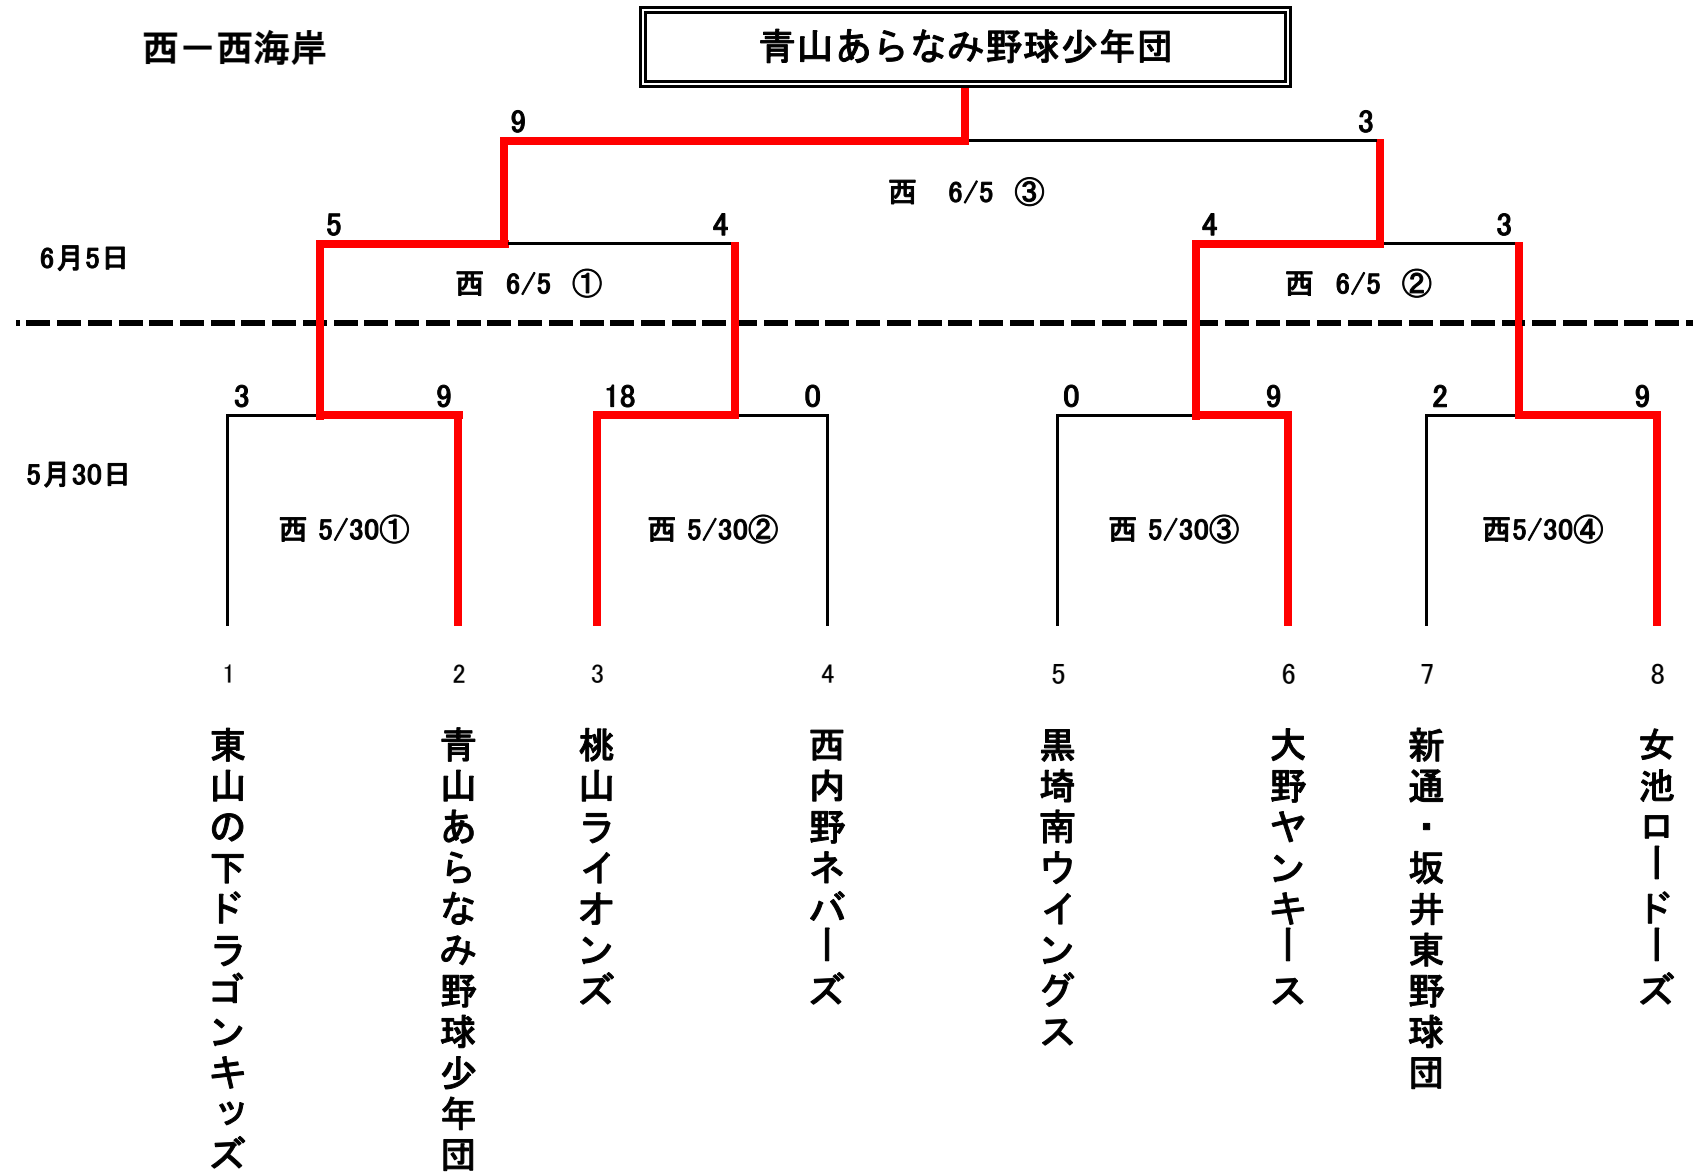 西－西海岸
青山あらなみ野球少年団
9
3
西 6/5 ③
5
4
4
3
6月5日
西 6/5 ①
西 6/5 ②
3
9
18
0
0
9
2
9
5月30日
西 5/30①
西 5/30②
西 5/30③
西5/30④
1
2
3
4
5
6
7
8
東山の下ドラゴンキッズ
青山あらなみ野球少年団
桃山ライオンズ
西内野ネバーズ
黒埼南ウイングス
大野ヤンキース
新通・坂井東野球団
女池ロードーズ